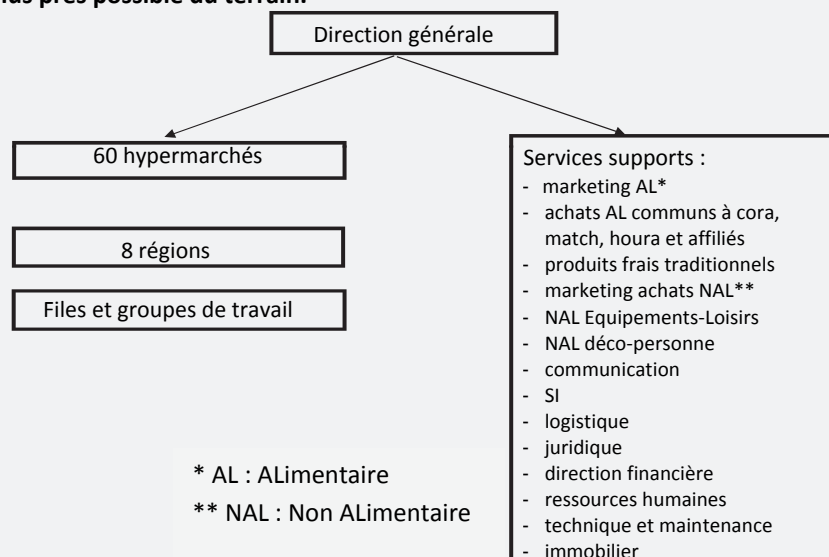 lus près possible du terrain.
Direction générale
60 hypermarchés
8 régions
Files et groupes de travail
Services supports :
- marketing AL*
- achats AL communs à cora,
match, houra et affiliés
- produits frais traditionnels
- marketing achats NAL**
- NAL Equipements-Loisirs
- NAL déco-personne
- communication
- SI
- logistique
- juridique
- direction financière
- ressources humaines
- technique et maintenance
- immobilier
* AL : ALimentaire
** NAL : Non ALimentaire